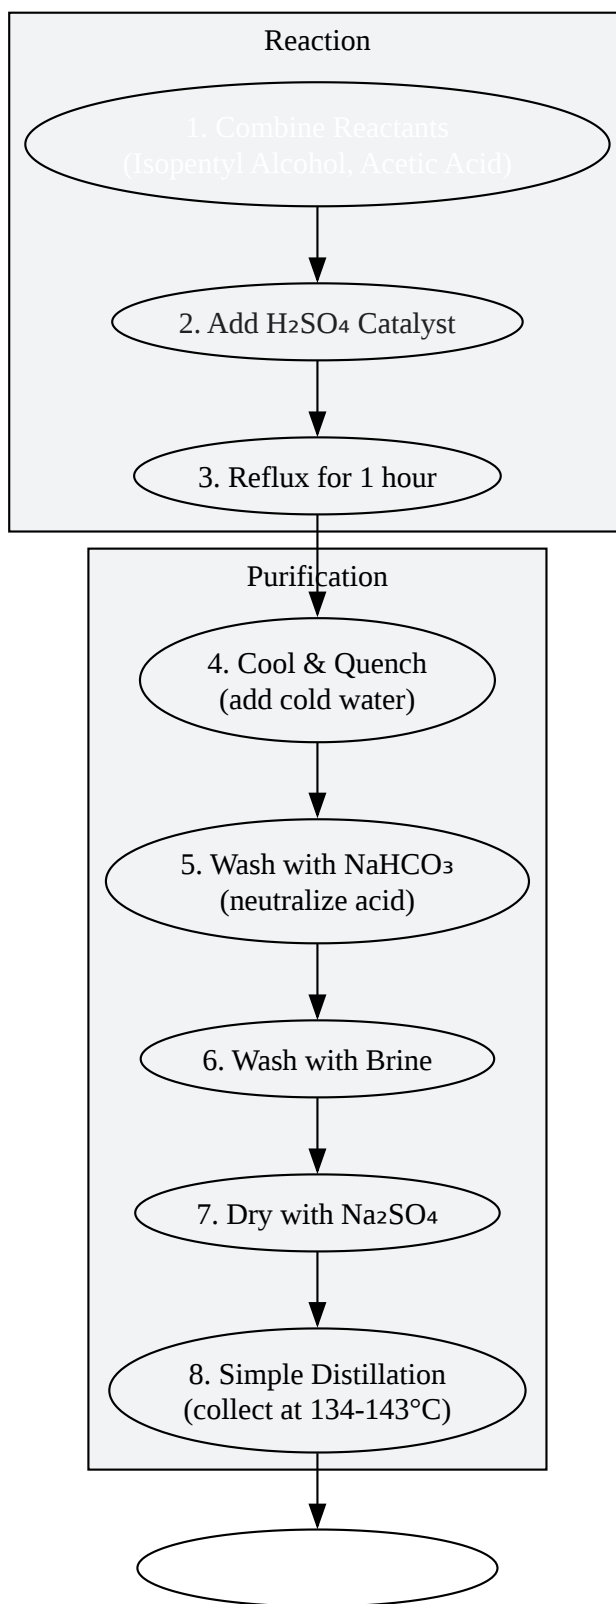 Reaction
1. Combine Reactants
(Isopentyl Alcohol, Acetic Acid)
2. Add H₂SO₄ Catalyst
3. Reflux for 1 hour
Purification
4. Cool & Quench
(add cold water)
5. Wash with NaHCO₃
(neutralize acid)
6. Wash with Brine
7. Dry with Na₂SO₄
8. Simple Distillation
(collect at 134-143°C)